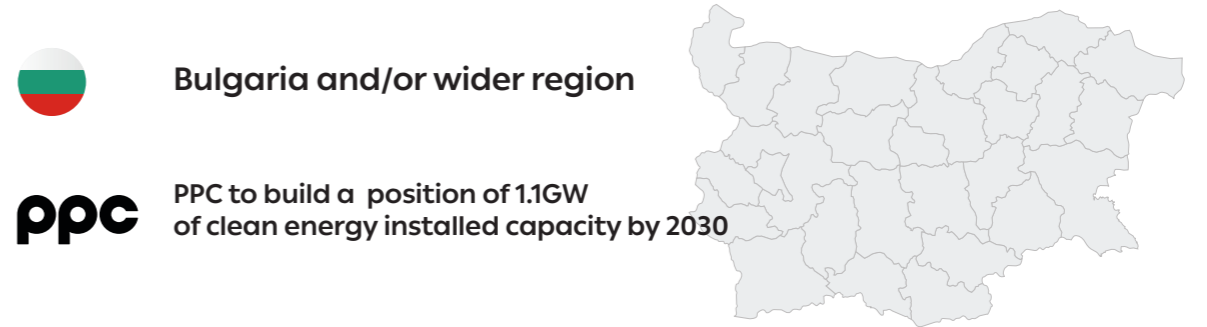 Bulgaria and/or wider region
ppc
PPC to build a position of 1.1GW
of clean energy installed capacity by 2030